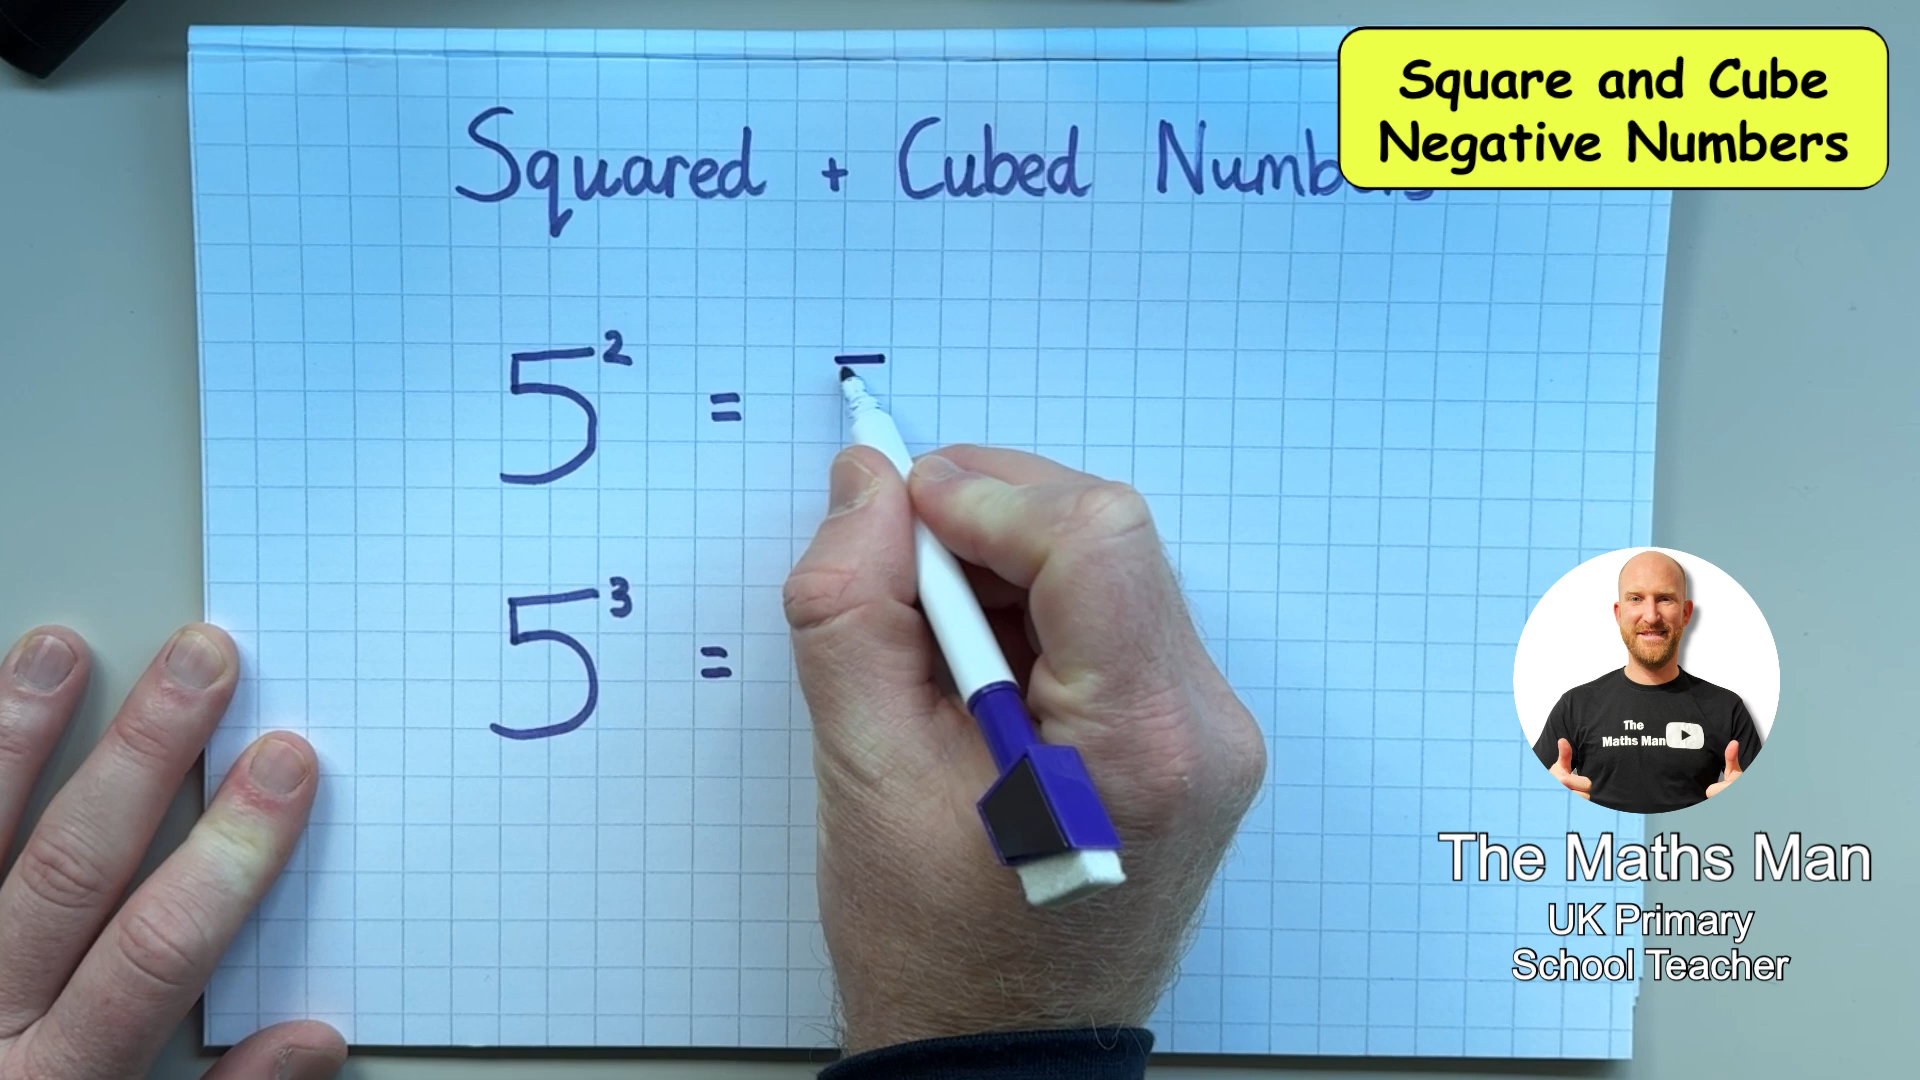 Square and Cube
Negative Numbers
Squared + Cubed Numbers
5² =
5³ =
The
Maths Man
The Maths Man
UK Primary
School Teacher